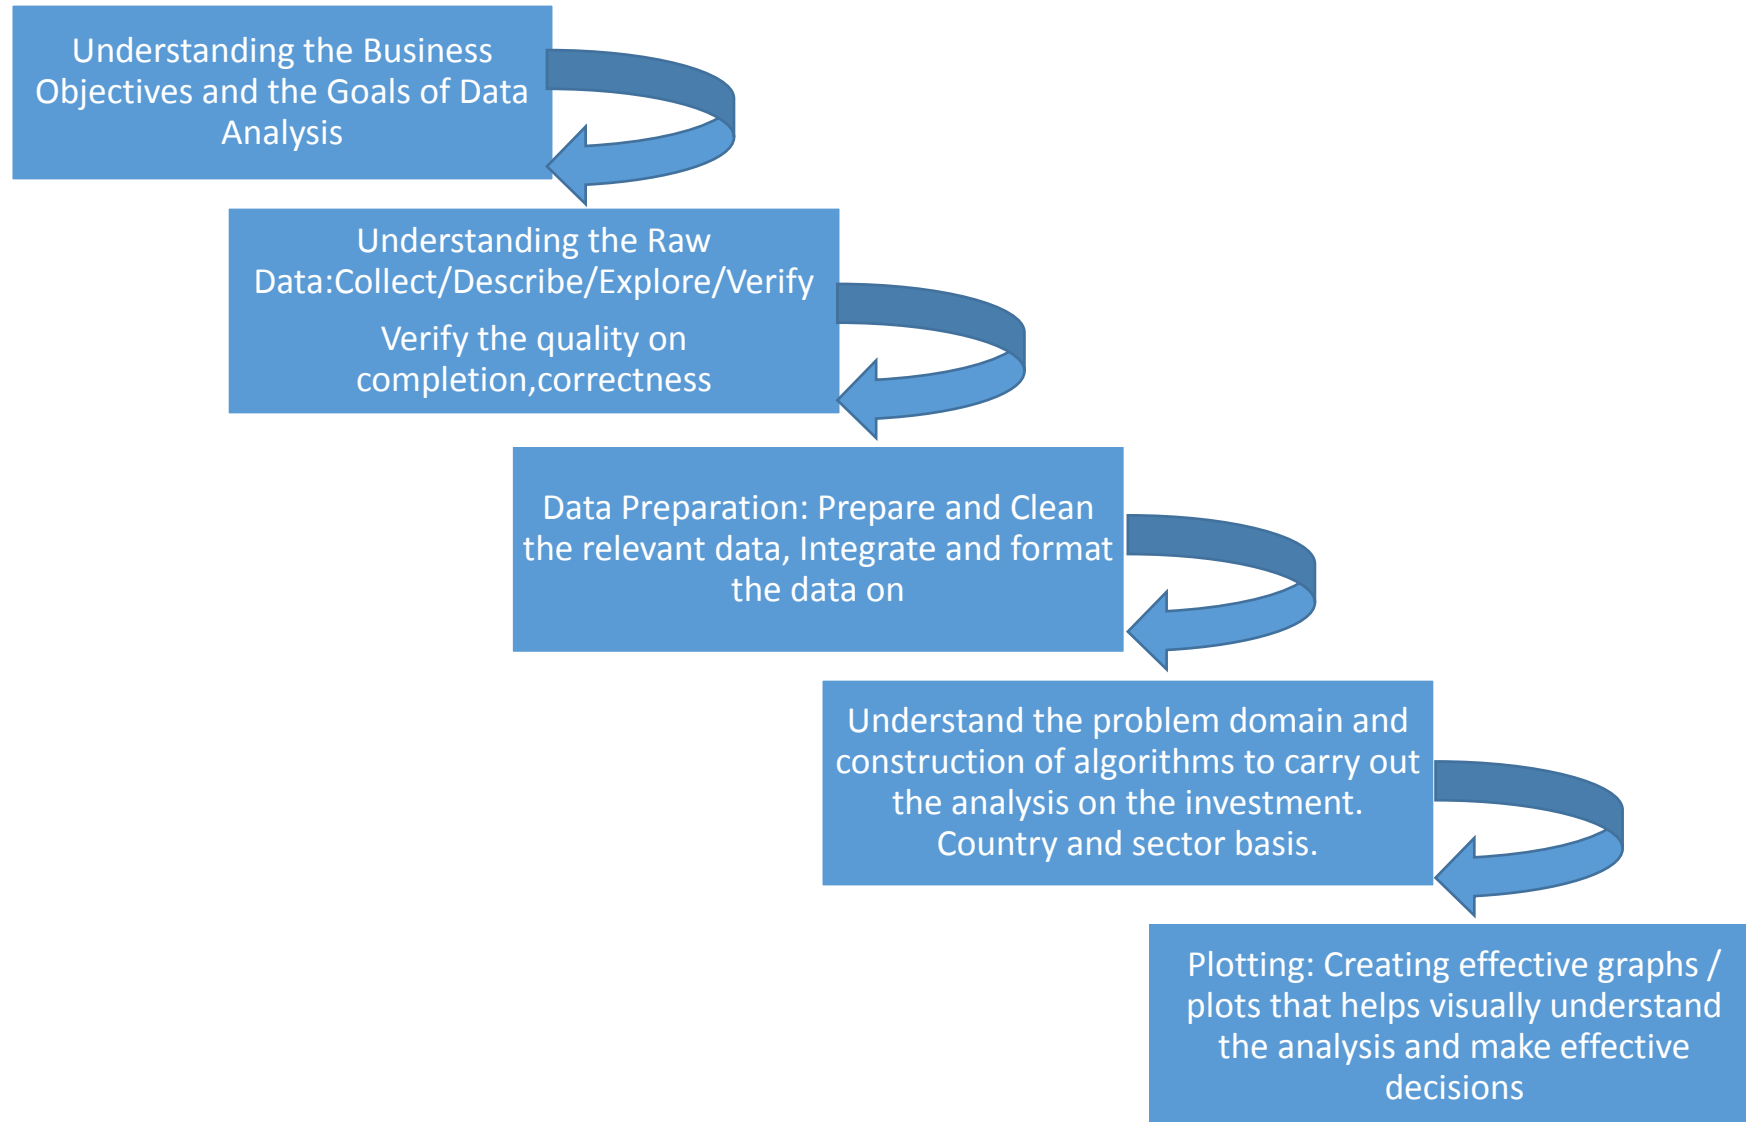 Understanding the Business
Objectives and the Goals of Data
Analysis
Understanding the Raw
Data:Collect/Describe/Explore/Verify
Verify the quality on
completion,correctness
Data Preparation: Prepare and Clean
the relevant data, Integrate and format
the data on
Understand the problem domain and
construction of algorithms to carry out
the analysis on the investment.
Country and sector basis.
Plotting: Creating effective graphs /
plots that helps visually understand
the analysis and make effective
decisions